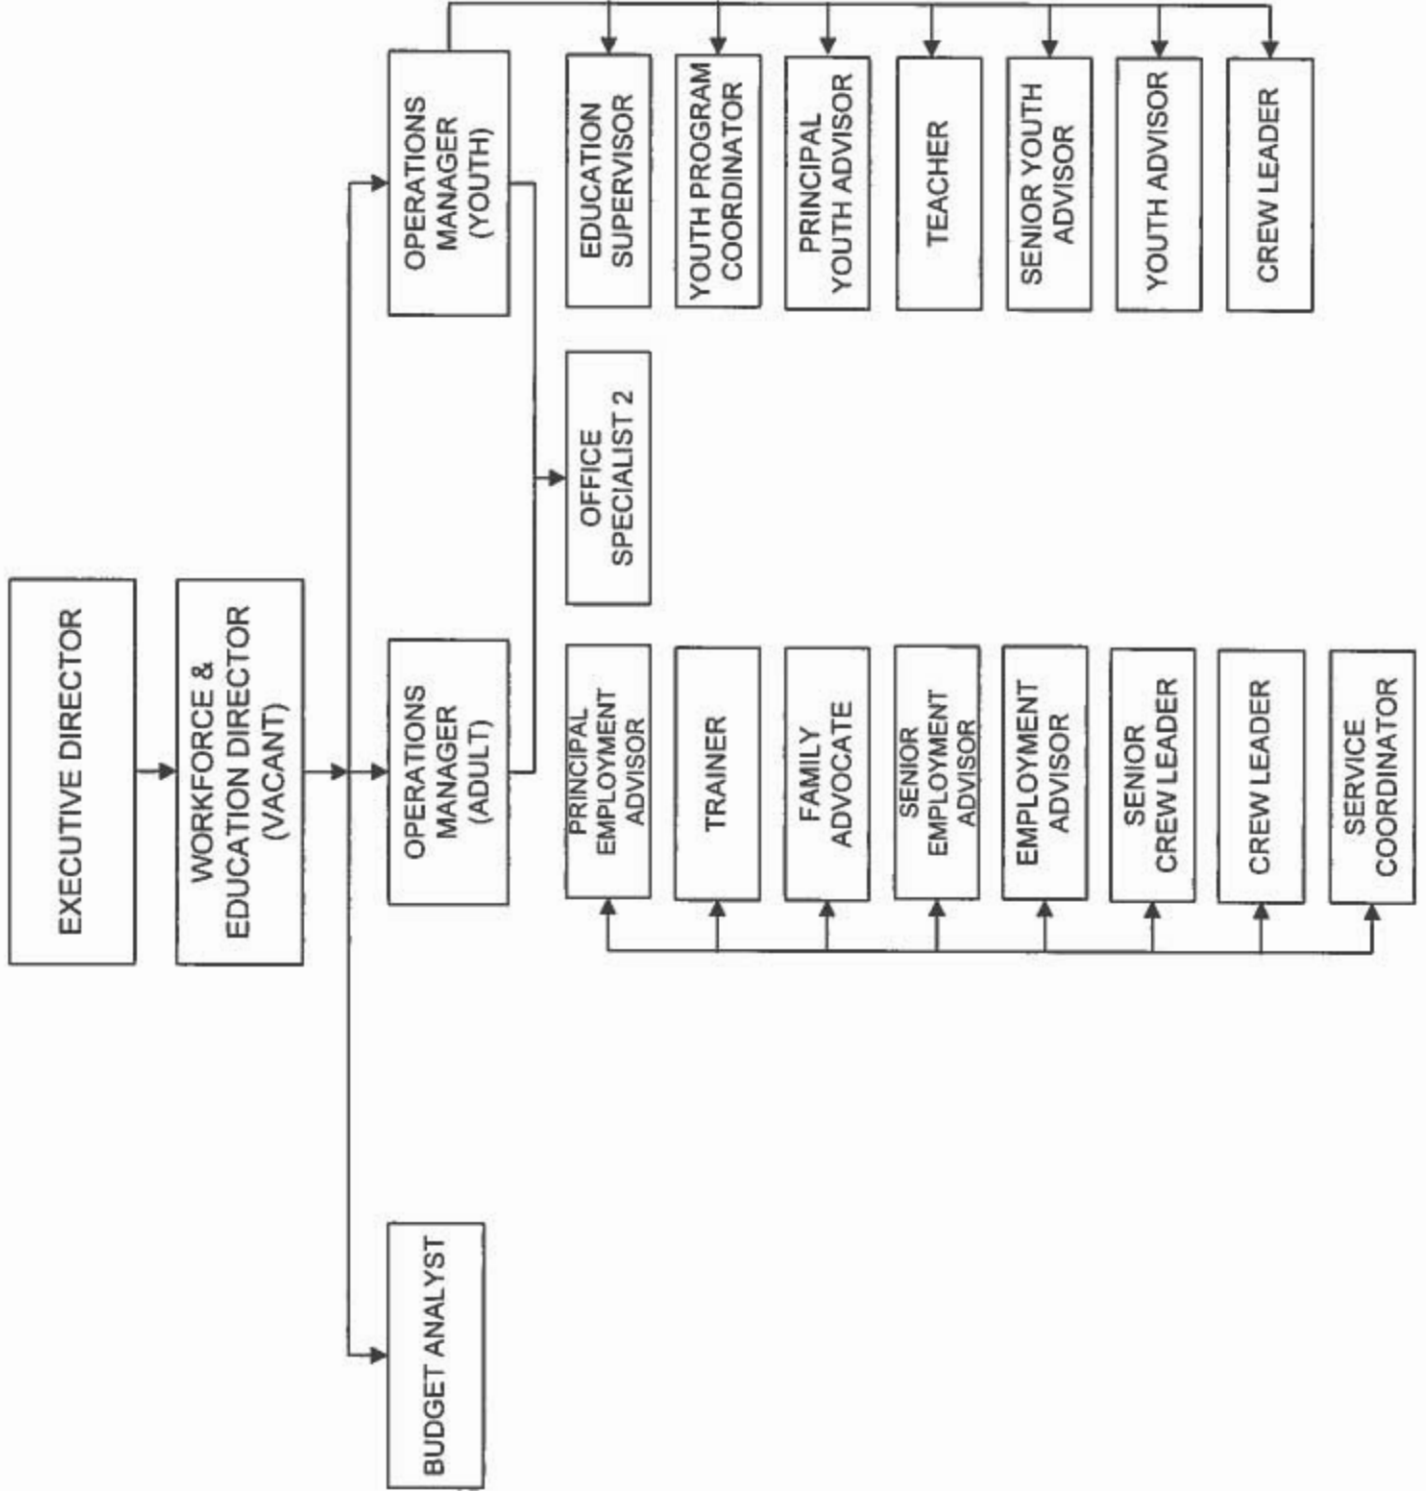 EXECUTIVE DIRECTOR
WORKFORCE &
EDUCATION DIRECTOR
(VACANT)
BUDGET ANALYST
OPERATIONS
MANAGER
(ADULT)
OPERATIONS
MANAGER
(YOUTH)
PRINCIPAL
EMPLOYMENT
ADVISOR
TRAINER
FAMILY
ADVOCATE
SENIOR
EMPLOYMENT
ADVISOR
EMPLOYMENT
ADVISOR
SENIOR
CREW LEADER
CREW LEADER
SERVICE
COORDINATOR
OFFICE
SPECIALIST 2
EDUCATION
SUPERVISOR
YOUTH PROGRAM
COORDINATOR
PRINCIPAL
YOUTH ADVISOR
TEACHER
SENIOR YOUTH
ADVISOR
YOUTH ADVISOR
CREW LEADER